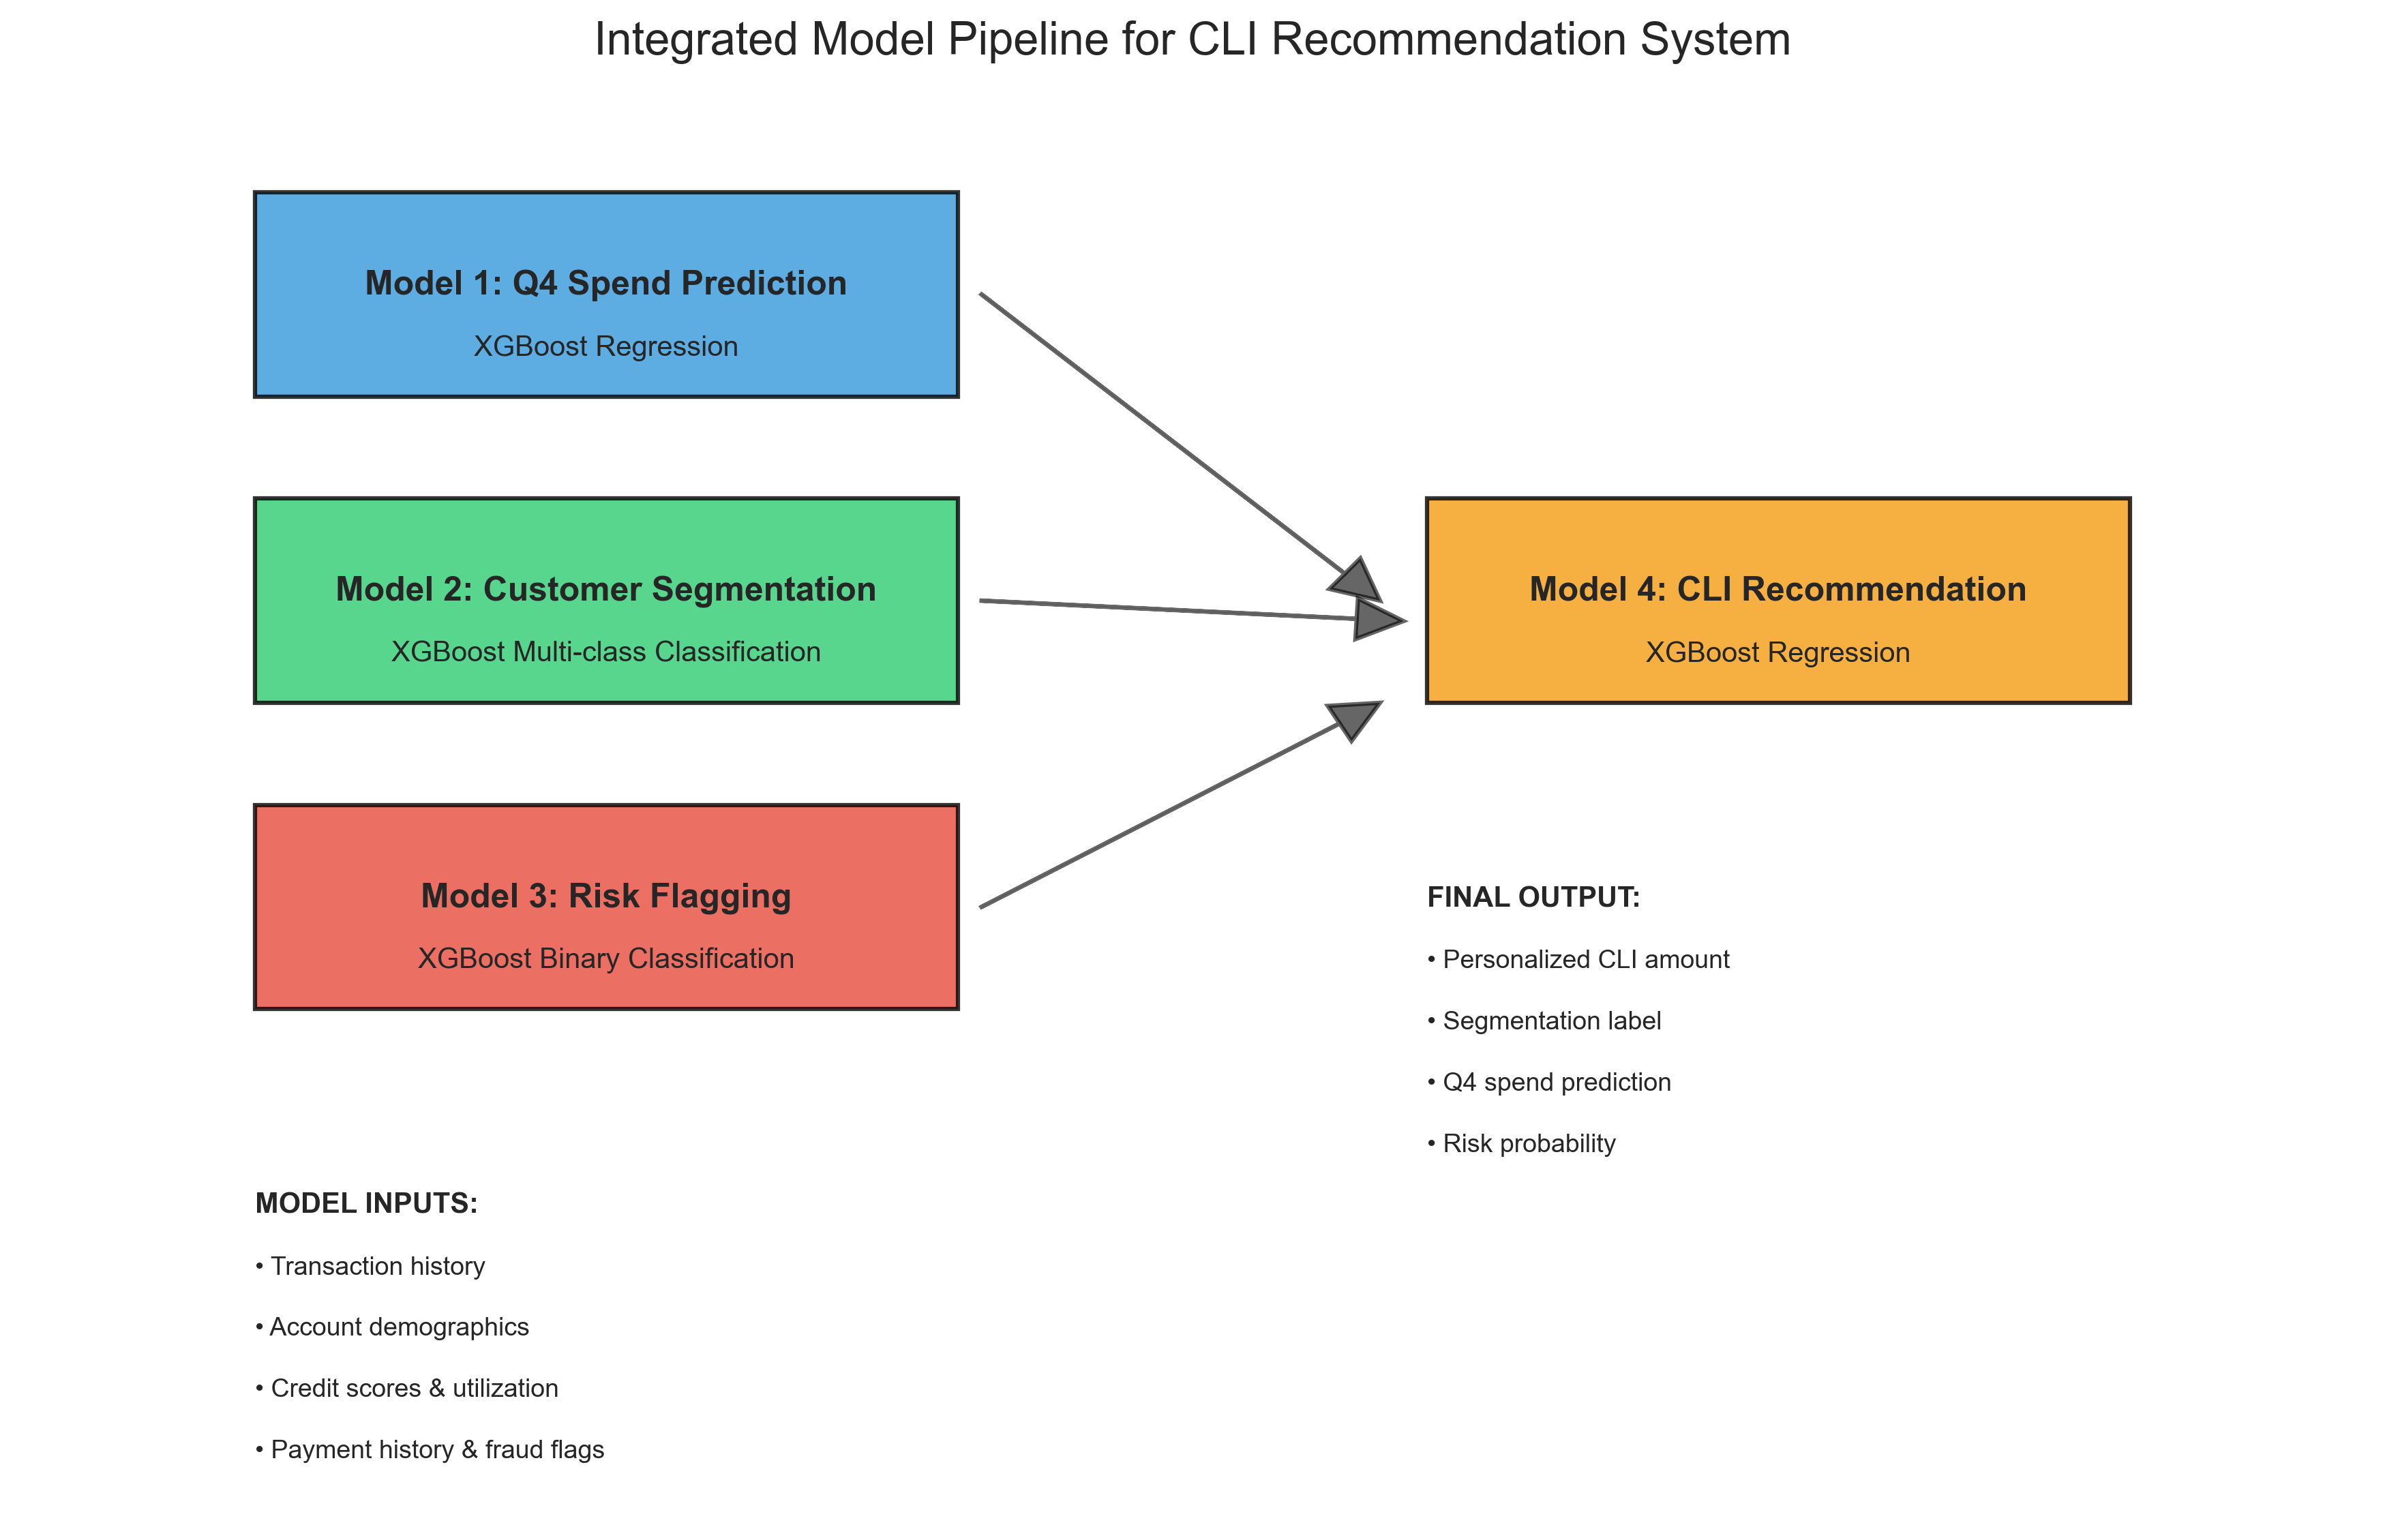 Integrated Model Pipeline for CLI Recommendation System
Model 1: Q4 Spend Prediction
XGBoost Regression
Model 2: Customer Segmentation
XGBoost Multi-class Classification
Model 3: Risk Flagging
XGBoost Binary Classification
Model 4: CLI Recommendation
XGBoost Regression
FINAL OUTPUT:
• Personalized CLI amount
• Segmentation label
• Q4 spend prediction
• Risk probability
MODEL INPUTS:
• Transaction history
• Account demographics
• Credit scores & utilization
• Payment history & fraud flags